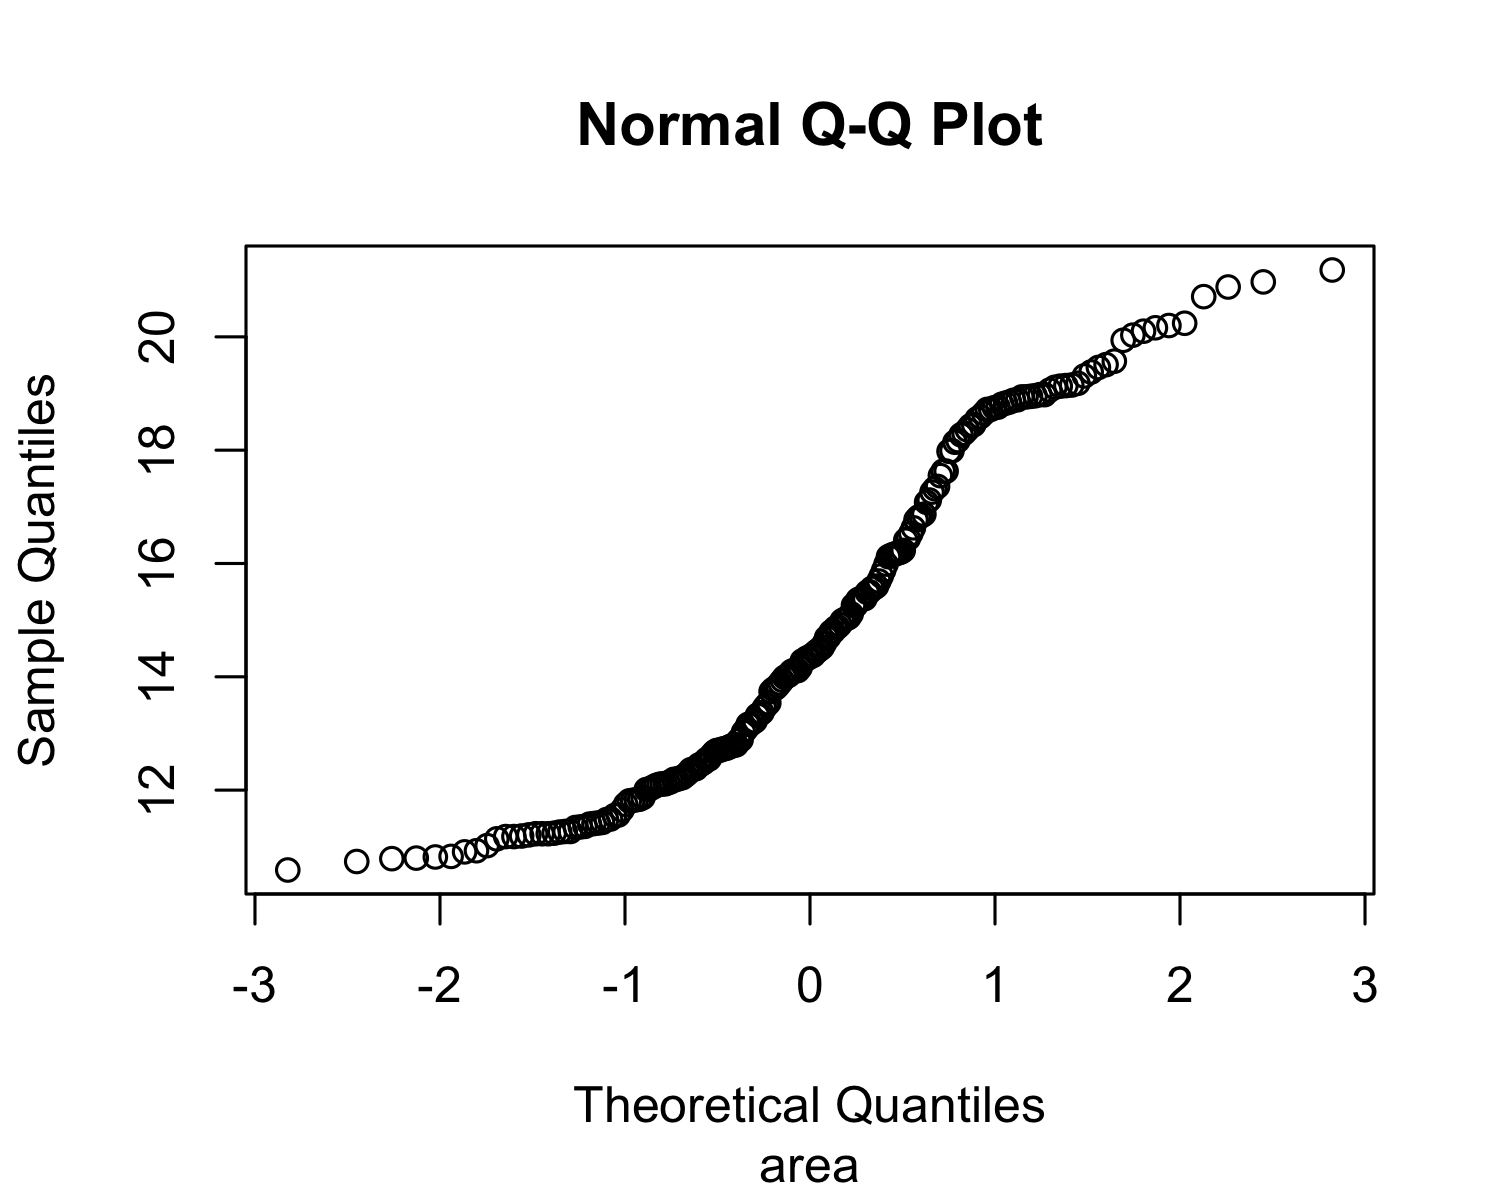 Normal Q-Q Plot
Sample Quantiles
20
18
16
14
12
-3 -2 -1 0 1 2 3
Theoretical Quantiles
area